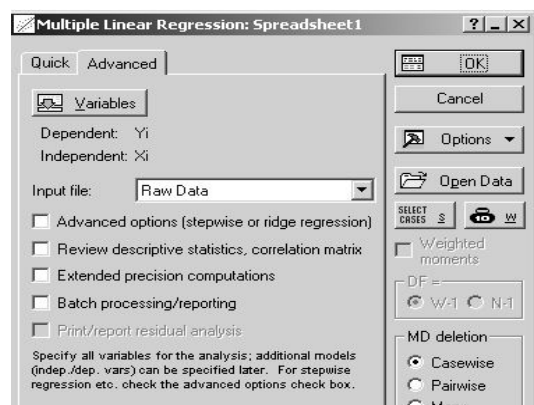 Multiple Linear Regression: Spreadsheet1
Quick Advanced
Variables
Dependent: Yi
Independent: Xi
Input file: Raw Data
Advanced options (stepwise or ridge regression)
Review descriptive statistics, correlation matrix
Extended precision computations
Batch processing/reporting
Print/report residual analysis
Specify all variables for the analysis; additional models
(indep./dep. vars) can be specified later. For stepwise
regression etc. check the advanced options check box.
OK
Cancel
Options
Open Data
SELECT
CASES S W
Weighted
moments
DF =
W-1 N-1
MD deletion
Casewise
Pairwise